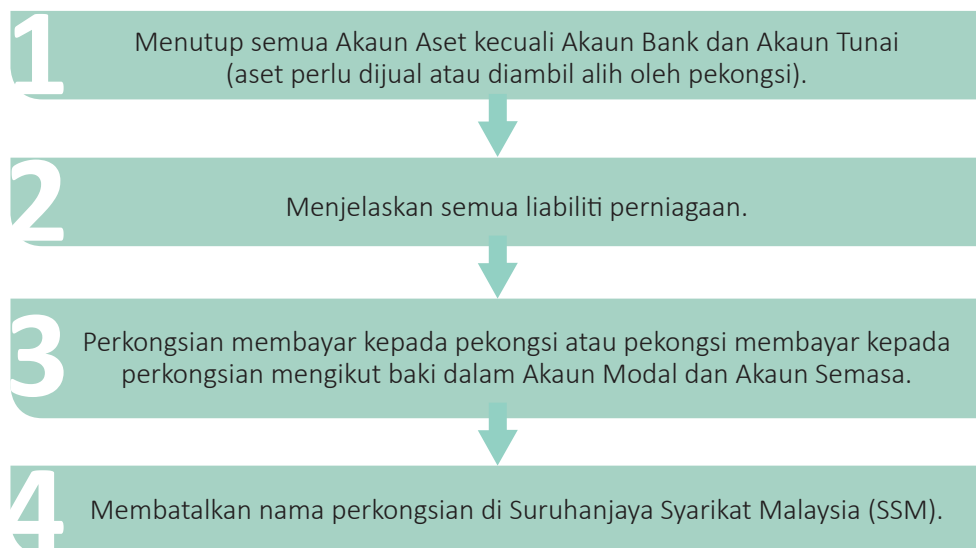 1
Menutup semua Akaun Aset kecuali Akaun Bank dan Akaun Tunai
(aset perlu dijual atau diambil alih oleh pekongsi).
2
Menjelaskan semua liabiliti perniagaan.
3
Perkongsian membayar kepada pekongsi atau pekongsi membayar kepada
perkongsian mengikut baki dalam Akaun Modal dan Akaun Semasa.
4
Membatalkan nama perkongsian di Suruhanjaya Syarikat Malaysia (SSM).